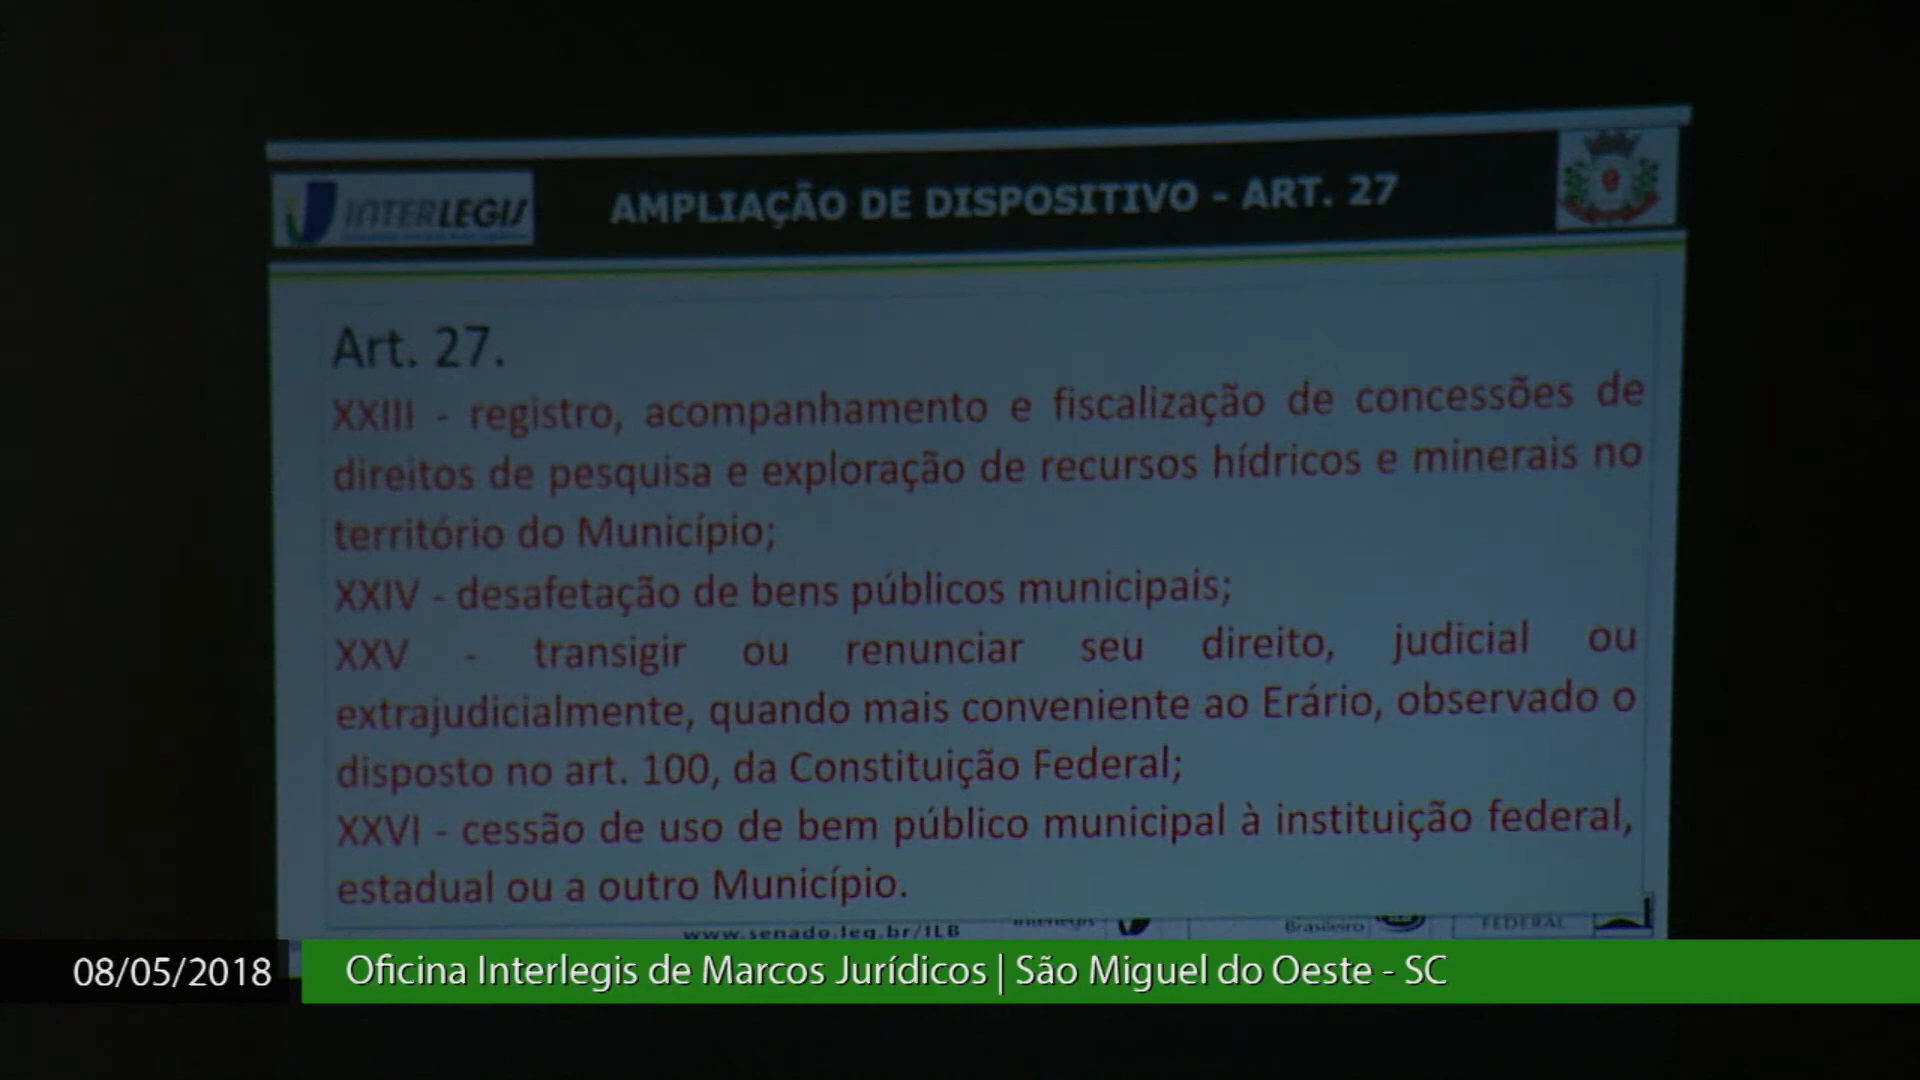 INTERLEGIS
AMPLIAÇÃO DE DISPOSITIVO - ART. 27
Art. 27.
XXIII - registro, acompanhamento e fiscalização de concessões de
direitos de pesquisa e exploração de recursos hídricos e minerais no
território do Município;
XXIV - desafetação de bens públicos municipais;
XXV - transigir ou renunciar seu direito, judicial ou
extrajudicialmente, quando mais conveniente ao Erário, observado o
disposto no art. 100, da Constituição Federal;
XXVI - cessão de uso de bem público municipal à instituição federal,
estadual ou a outro Município.
www.senado.leg.br/ILB Interlegis Brasileiro FEDERAL
08/05/2018 Oficina Interlegis de Marcos Jurídicos | São Miguel do Oeste - SC